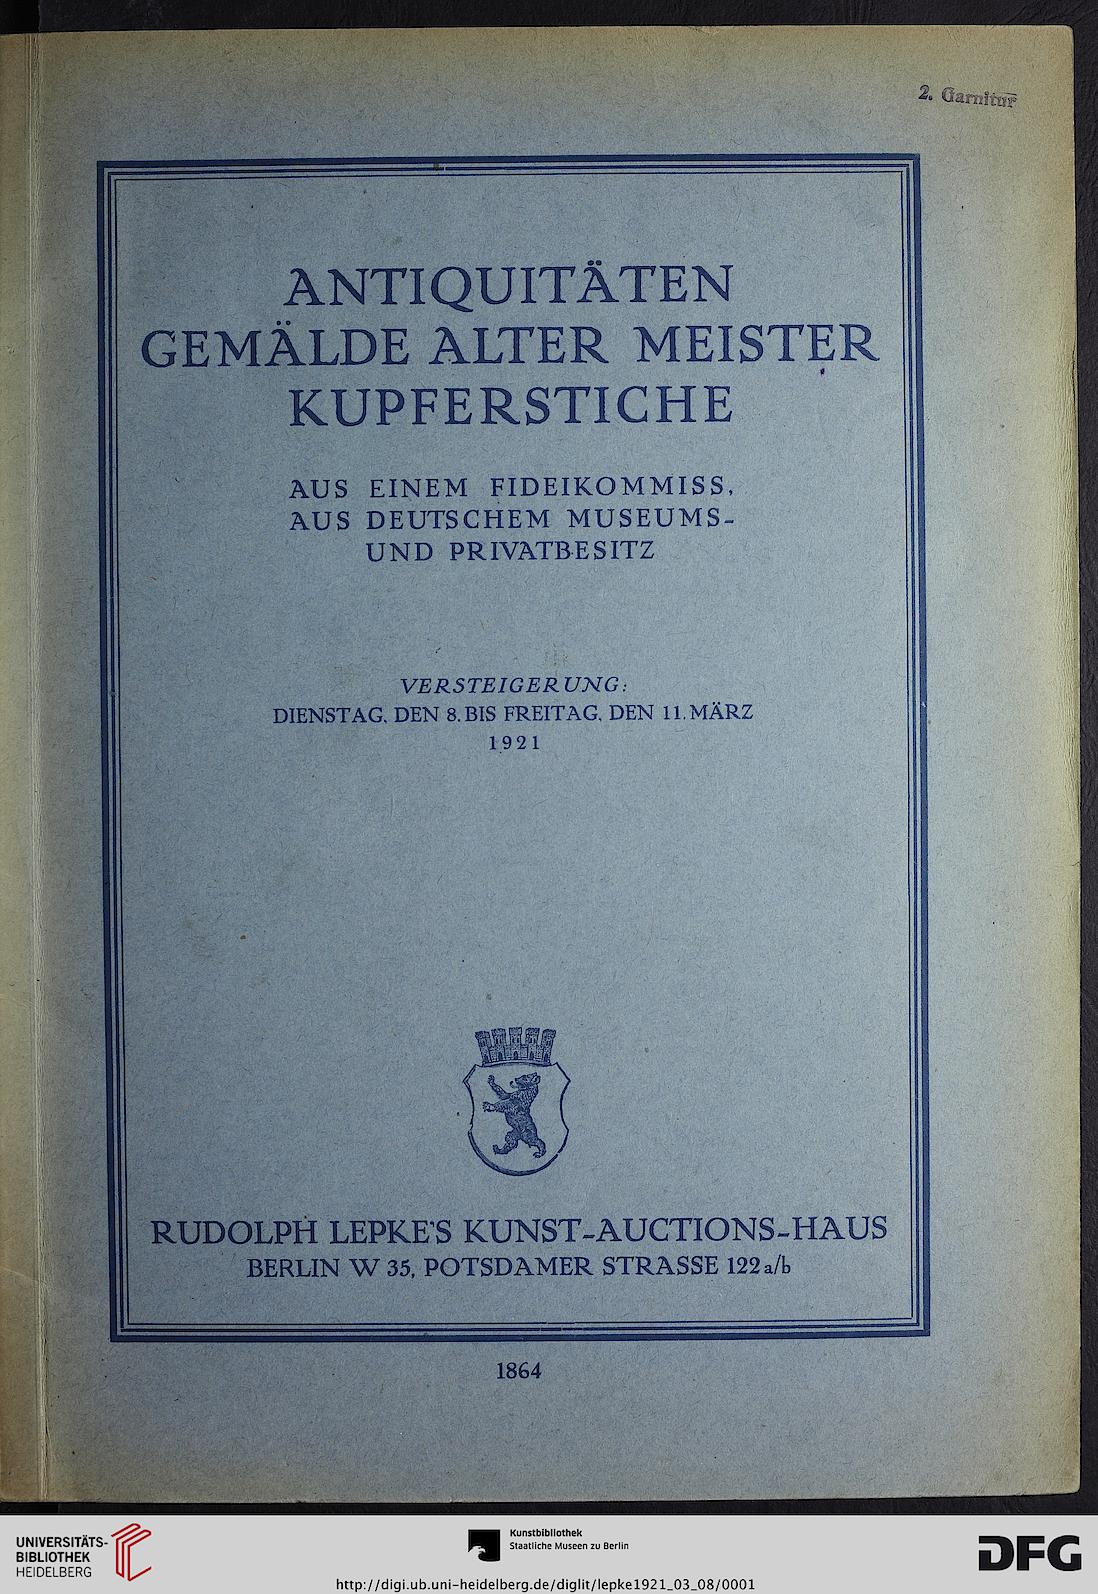 2. Garnitur
ANTIQUITÄTEN
GEMÄLDE ALTER MEISTER
KUPFERSTICHE
AUS EINEM FIDEIKOMMISS,
AUS DEUTSCHEM MUSEUMS-
UND PRIVATBESITZ
VERSTEIGERUNG:
DIENSTAG, DEN 8. BIS FREITAG, DEN 11. MÄRZ
1921
RUDOLPH LEPKE'S KUNST-AUCTIONS-HAUS
BERLIN W 35, POTSDAMER STRASSE 122 a/b
1864
UNIVERSITÄTS-
BIBLIOTHEK
HEIDELBERG
Kunstbibliothek
Staatliche Museen zu Berlin
DFG
http://digi.ub.uni-heidelberg.de/diglit/lepke1921_03_08/0001